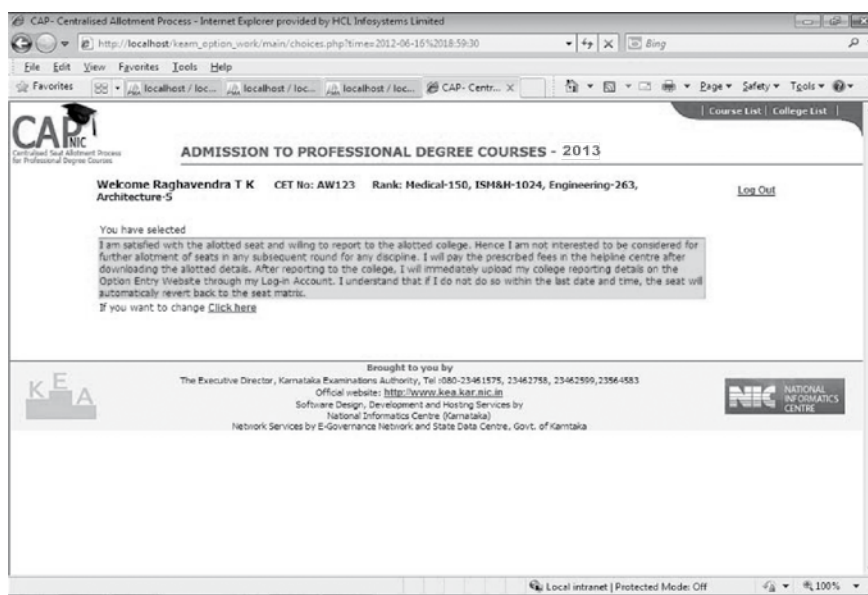 CAP- Centralised Allotment Process - Internet Explorer provided by HCL Infosystems Limited
http://localhost/keam_option_work/main/choices.php?time=2012-06-16%2018:59:30
Bing
File Edit View Favorites Tools Help
Favorites
localhost / loc...
localhost / loc...
localhost / loc...
CAP- Centr...
Page Safety Tools
Course List | College List |
CAPNIC
Centralised Seat Allotment Process
for Professional Degree Courses
ADMISSION TO PROFESSIONAL DEGREE COURSES - 2013
Welcome Raghavendra T K CET No: AW123 Rank: Medical-150, ISM&H-1024, Engineering-263,
Architecture-5
Log Out
You have selected
I am satisfied with the allotted seat and willing to report to the allotted college. Hence I am not interested to be considered for
further allotment of seats in any subsequent round for any discipline. I will pay the prescribed fees in the helpline centre after
downloading the allotted details. After reporting to the college, I will immediately upload my college reporting details on the
Option Entry Website through my Log-in Account. I understand that if I do not do so within the last date and time, the seat will
automatically revert back to the seat matrix.
If you want to change Click here
KEA
Brought to you by
The Executive Director, Karnataka Examinations Authority, Tel :080-23461575, 23462758, 23462599,23564583
Official website: http://www.kea.kar.nic.in
Software Design, Development and Hosting Services by
National Informatics Centre (Karnataka)
Network Services by E-Governance Network and State Data Centre, Govt. of Karntaka
NIC NATIONAL
INFORMATICS
CENTRE
Local intranet | Protected Mode: Off
100%